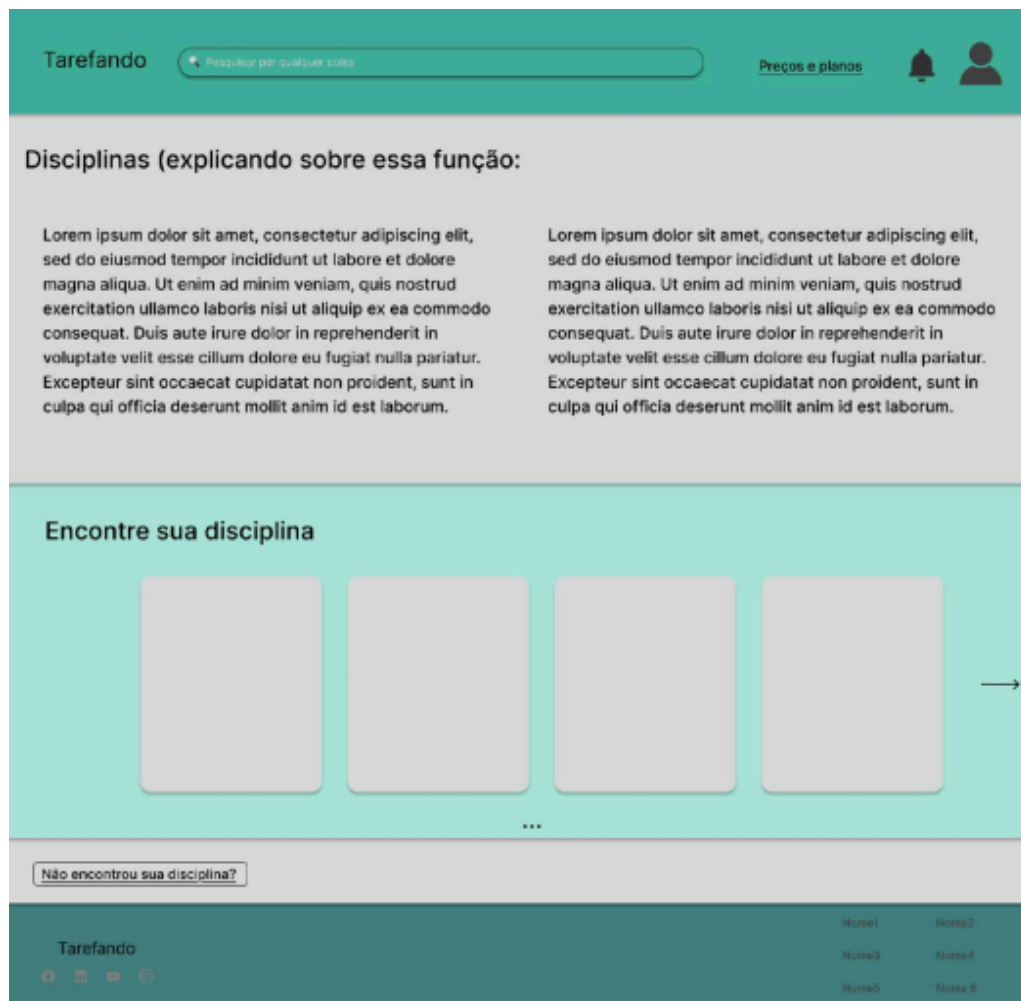 Tarefando
Pesquisar por qualquer coisa
Preços e planos
Disciplinas (explicando sobre essa função:
Lorem ipsum dolor sit amet, consectetur adipiscing elit,
sed do eiusmod tempor incididunt ut labore et dolore
magna aliqua. Ut enim ad minim veniam, quis nostrud
exercitation ullamco laboris nisi ut aliquip ex ea commodo
consequat. Duis aute irure dolor in reprehenderit in
voluptate velit esse cillum dolore eu fugiat nulla pariatur.
Excepteur sint occaecat cupidatat non proident, sunt in
culpa qui officia deserunt mollit anim id est laborum.
Lorem ipsum dolor sit amet, consectetur adipiscing elit,
sed do eiusmod tempor incididunt ut labore et dolore
magna aliqua. Ut enim ad minim veniam, quis nostrud
exercitation ullamco laboris nisi ut aliquip ex ea commodo
consequat. Duis aute irure dolor in reprehenderit in
voluptate velit esse cillum dolore eu fugiat nulla pariatur.
Excepteur sint occaecat cupidatat non proident, sunt in
culpa qui officia deserunt mollit anim id est laborum.
Encontre sua disciplina
...
Não encontrou sua disciplina?
Tarefando
Nome1 Nome2
Nome3 Nome4
Nome5 Nome 6